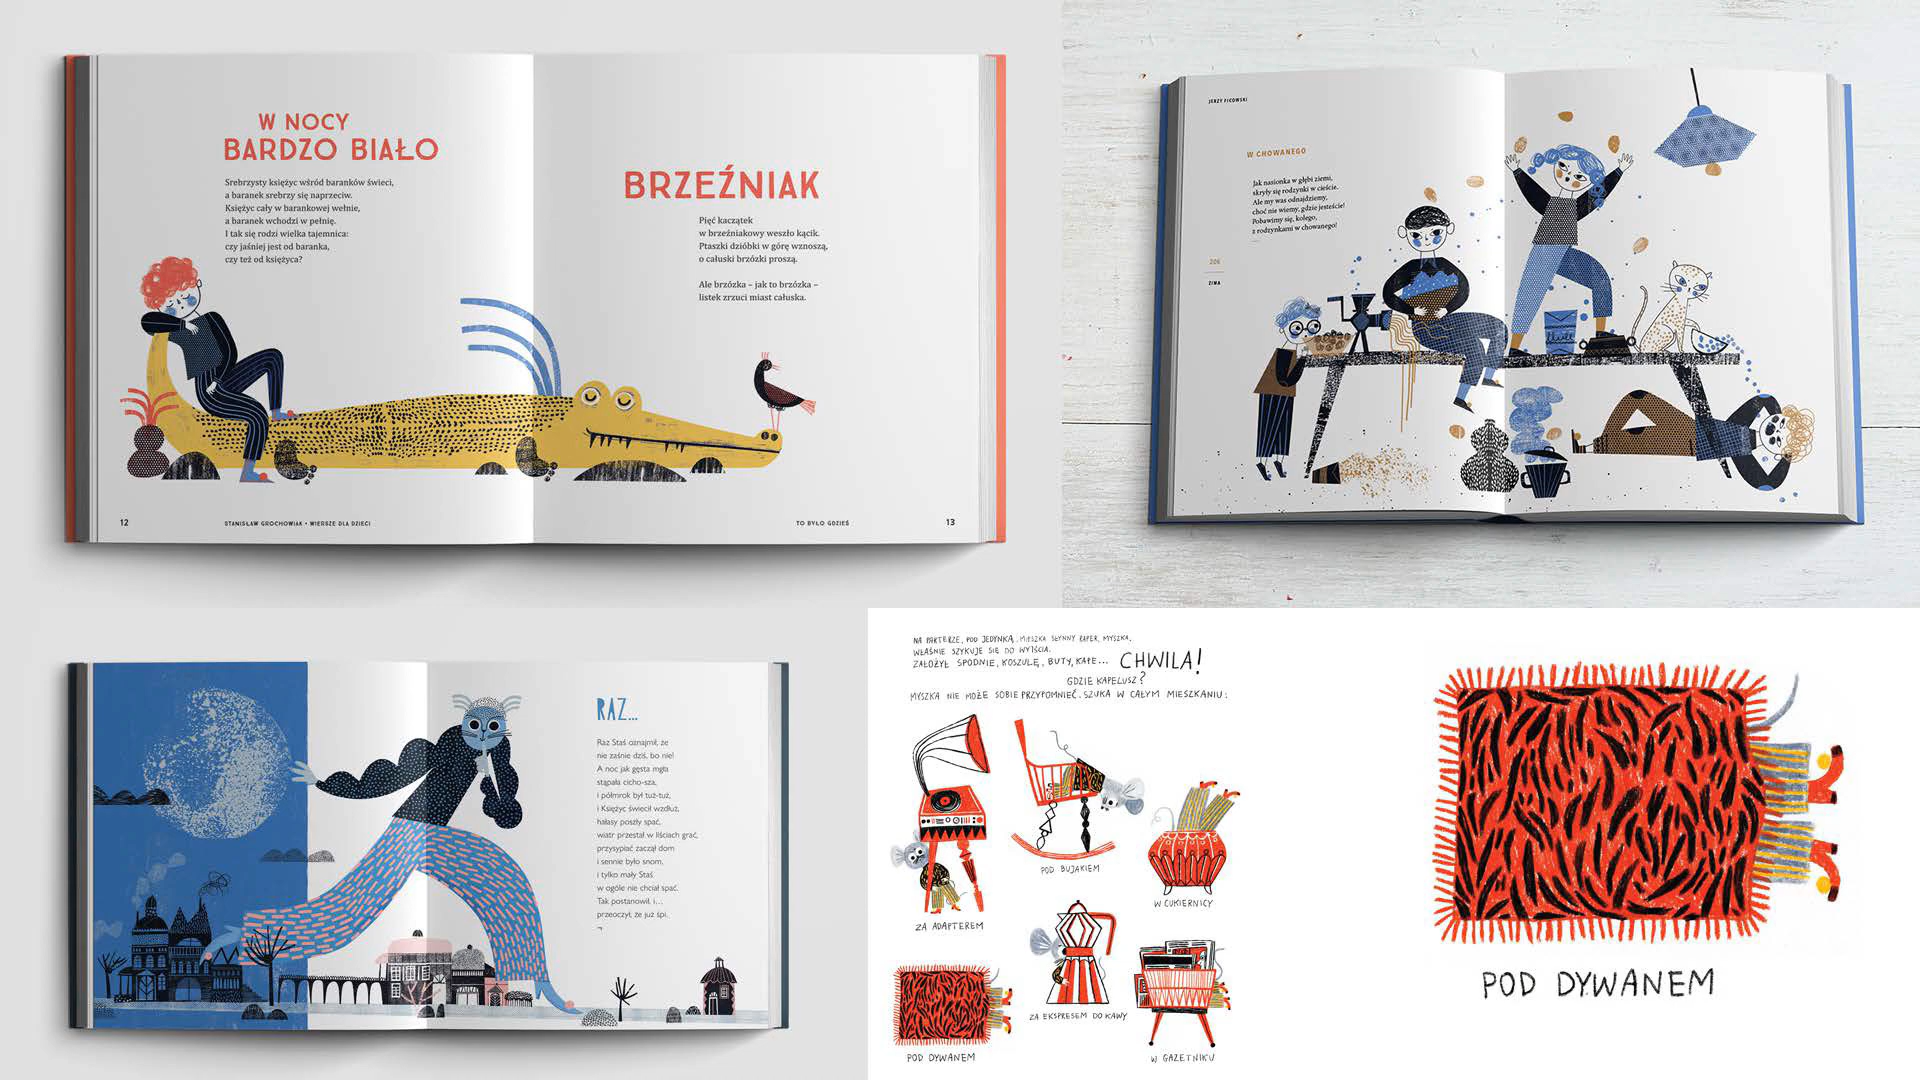 W NOCY
BARDZO BIAŁO
Srebrzysty księżyc wśród baranków świeci,
a baranek srebrzy się naprzeciw.
Księżyc cały w barankowej wełnie,
a baranek wchodzi w pełnię.
I tak się rodzi wielka tajemnica:
czy jaśniej jest od baranka,
czy też od księżyca?
12
STANISŁAW GROCHOWIAK • WIERSZE DLA DZIECI
BRZEŹNIAK
Pięć kaczątek
w brzeźniakowy weszło kącik.
Ptaszki dzióbki w górę wznoszą,
o całuski brzózki proszą.
Ale brzózka – jak to brzózka –
listek zrzuci miast całuska.
TO BYŁO GDZIEŚ
13
JERZY FICOWSKI
W CHOWANEGO
Jak nasionka w głębi ziemi,
skryły się rodzynki w cieście.
Ale my was odnajdziemy,
choć nie wiemy, gdzie jesteście!
Pobawimy się, kolego,
z rodzynkami w chowanego!
206
ZIMA
RAZ...
Raz Staś oznajmił, że
nie zaśnie dziś, bo nie!
A noc jak gęsta mgła
stąpała cicho-sza,
i półmrok był tuż-tuż,
i Księżyc świecił wzdłuż,
hałasy poszły spać,
wiatr przestał w liściach grać,
przysypiać zaczął dom
i sennie było snom,
i tylko mały Staś
w ogóle nie chciał spać.
Tak postanowił, i...
przeoczył, że już śpi.
NA PARTERZE, POD JEDYNKĄ, MIESZKA SŁYNNY RAPER, MYSZKA,
WŁAŚNIE SZYKUJE SIĘ DO WYJŚCIA.
ZAŁOŻYŁ SPODNIE, KOSZULĘ, BUTY, KAPE... CHWILA!
GDZIE KAPELUSZ?
MYSZKA NIE MOŻE SOBIE PRZYPOMNIEĆ. SZUKA W CAŁYM MIESZKANIU:
ZA ADAPTEREM
POD BUJAKIEM
W CUKIERNICY
POD DYWANEM
ZA EKSPRESEM DO KAWY
W GAZETNIKU
POD DYWANEM